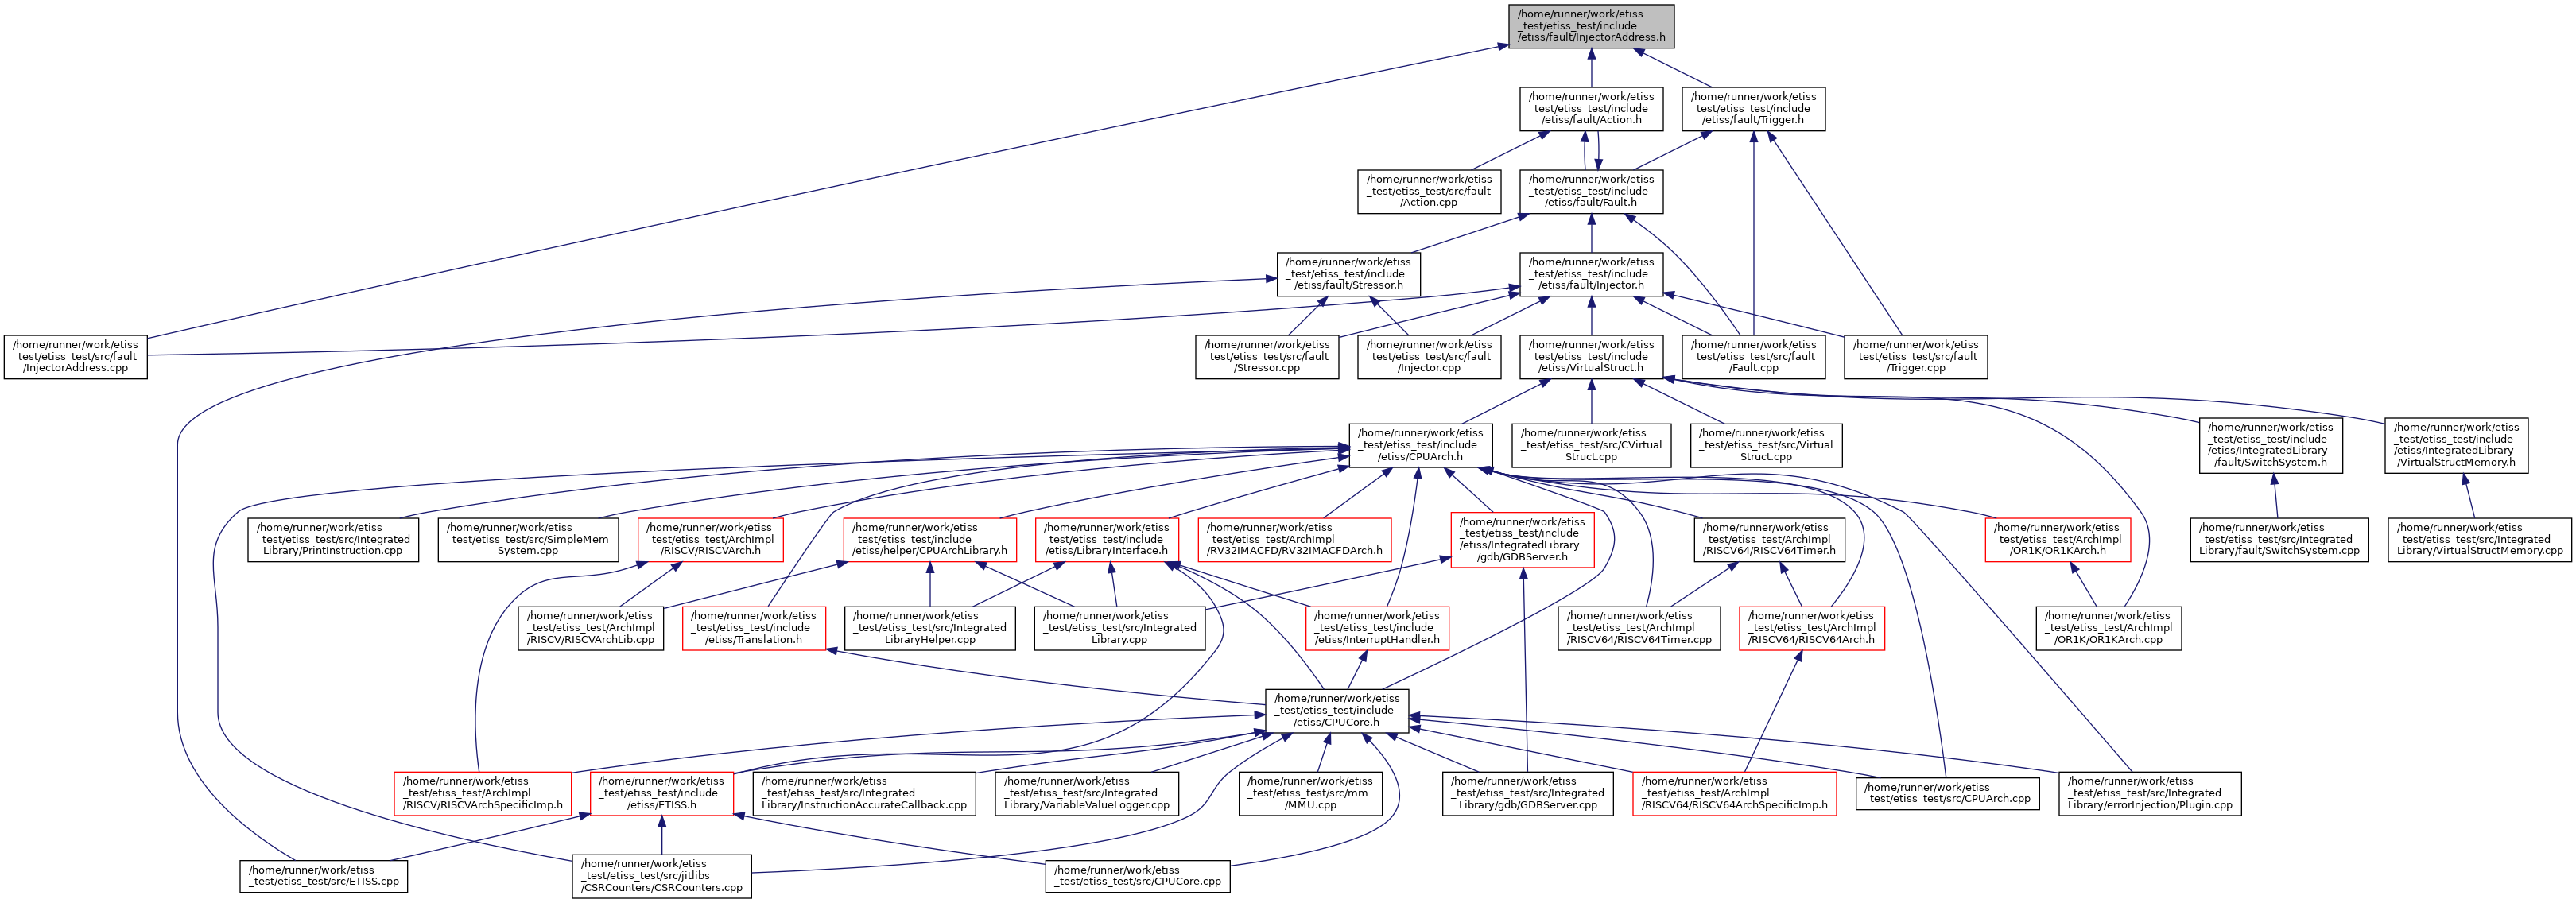 /home/runner/work/etiss
_test/etiss_test/include
/etiss/fault/InjectorAddress.h
/home/runner/work/etiss
_test/etiss_test/include
/etiss/fault/Action.h
/home/runner/work/etiss
_test/etiss_test/include
/etiss/fault/Trigger.h
/home/runner/work/etiss
_test/etiss_test/src/fault
/Action.cpp
/home/runner/work/etiss
_test/etiss_test/include
/etiss/fault/Fault.h
/home/runner/work/etiss
_test/etiss_test/include
/etiss/fault/Stressor.h
/home/runner/work/etiss
_test/etiss_test/include
/etiss/fault/Injector.h
/home/runner/work/etiss
_test/etiss_test/src/fault
/InjectorAddress.cpp
/home/runner/work/etiss
_test/etiss_test/src/fault
/Stressor.cpp
/home/runner/work/etiss
_test/etiss_test/src/fault
/Injector.cpp
/home/runner/work/etiss
_test/etiss_test/include
/etiss/VirtualStruct.h
/home/runner/work/etiss
_test/etiss_test/src/fault
/Fault.cpp
/home/runner/work/etiss
_test/etiss_test/src/fault
/Trigger.cpp
/home/runner/work/etiss
_test/etiss_test/include
/etiss/CPUArch.h
/home/runner/work/etiss
_test/etiss_test/src/CVirtual
Struct.cpp
/home/runner/work/etiss
_test/etiss_test/src/Virtual
Struct.cpp
/home/runner/work/etiss
_test/etiss_test/include
/etiss/IntegratedLibrary
/fault/SwitchSystem.h
/home/runner/work/etiss
_test/etiss_test/include
/etiss/IntegratedLibrary
/VirtualStructMemory.h
/home/runner/work/etiss
_test/etiss_test/src/Integrated
Library/PrintInstruction.cpp
/home/runner/work/etiss
_test/etiss_test/src/SimpleMem
System.cpp
/home/runner/work/etiss
_test/etiss_test/ArchImpl
/RISCV/RISCVArch.h
/home/runner/work/etiss
_test/etiss_test/include
/etiss/helper/CPUArchLibrary.h
/home/runner/work/etiss
_test/etiss_test/include
/etiss/LibraryInterface.h
/home/runner/work/etiss
_test/etiss_test/ArchImpl
/RV32IMACFD/RV32IMACFDArch.h
/home/runner/work/etiss
_test/etiss_test/include
/etiss/IntegratedLibrary
/gdb/GDBServer.h
/home/runner/work/etiss
_test/etiss_test/ArchImpl
/RISCV64/RISCV64Timer.h
/home/runner/work/etiss
_test/etiss_test/ArchImpl
/OR1K/OR1KArch.h
/home/runner/work/etiss
_test/etiss_test/src/Integrated
Library/fault/SwitchSystem.cpp
/home/runner/work/etiss
_test/etiss_test/src/Integrated
Library/VirtualStructMemory.cpp
/home/runner/work/etiss
_test/etiss_test/ArchImpl
/RISCV/RISCVArchLib.cpp
/home/runner/work/etiss
_test/etiss_test/include
/etiss/Translation.h
/home/runner/work/etiss
_test/etiss_test/src/Integrated
LibraryHelper.cpp
/home/runner/work/etiss
_test/etiss_test/src/Integrated
Library.cpp
/home/runner/work/etiss
_test/etiss_test/include
/etiss/InterruptHandler.h
/home/runner/work/etiss
_test/etiss_test/ArchImpl
/RISCV64/RISCV64Timer.cpp
/home/runner/work/etiss
_test/etiss_test/ArchImpl
/RISCV64/RISCV64Arch.h
/home/runner/work/etiss
_test/etiss_test/ArchImpl
/OR1K/OR1KArch.cpp
/home/runner/work/etiss
_test/etiss_test/include
/etiss/CPUCore.h
/home/runner/work/etiss
_test/etiss_test/ArchImpl
/RISCV/RISCVArchSpecificImp.h
/home/runner/work/etiss
_test/etiss_test/include
/etiss/ETISS.h
/home/runner/work/etiss
_test/etiss_test/src/Integrated
Library/InstructionAccurateCallback.cpp
/home/runner/work/etiss
_test/etiss_test/src/Integrated
Library/VariableValueLogger.cpp
/home/runner/work/etiss
_test/etiss_test/src/mm
/MMU.cpp
/home/runner/work/etiss
_test/etiss_test/src/Integrated
Library/gdb/GDBServer.cpp
/home/runner/work/etiss
_test/etiss_test/ArchImpl
/RISCV64/RISCV64ArchSpecificImp.h
/home/runner/work/etiss
_test/etiss_test/src/CPUArch.cpp
/home/runner/work/etiss
_test/etiss_test/src/Integrated
Library/errorInjection/Plugin.cpp
/home/runner/work/etiss
_test/etiss_test/src/ETISS.cpp
/home/runner/work/etiss
_test/etiss_test/src/jitlibs
/CSRCounters/CSRCounters.cpp
/home/runner/work/etiss
_test/etiss_test/src/CPUCore.cpp